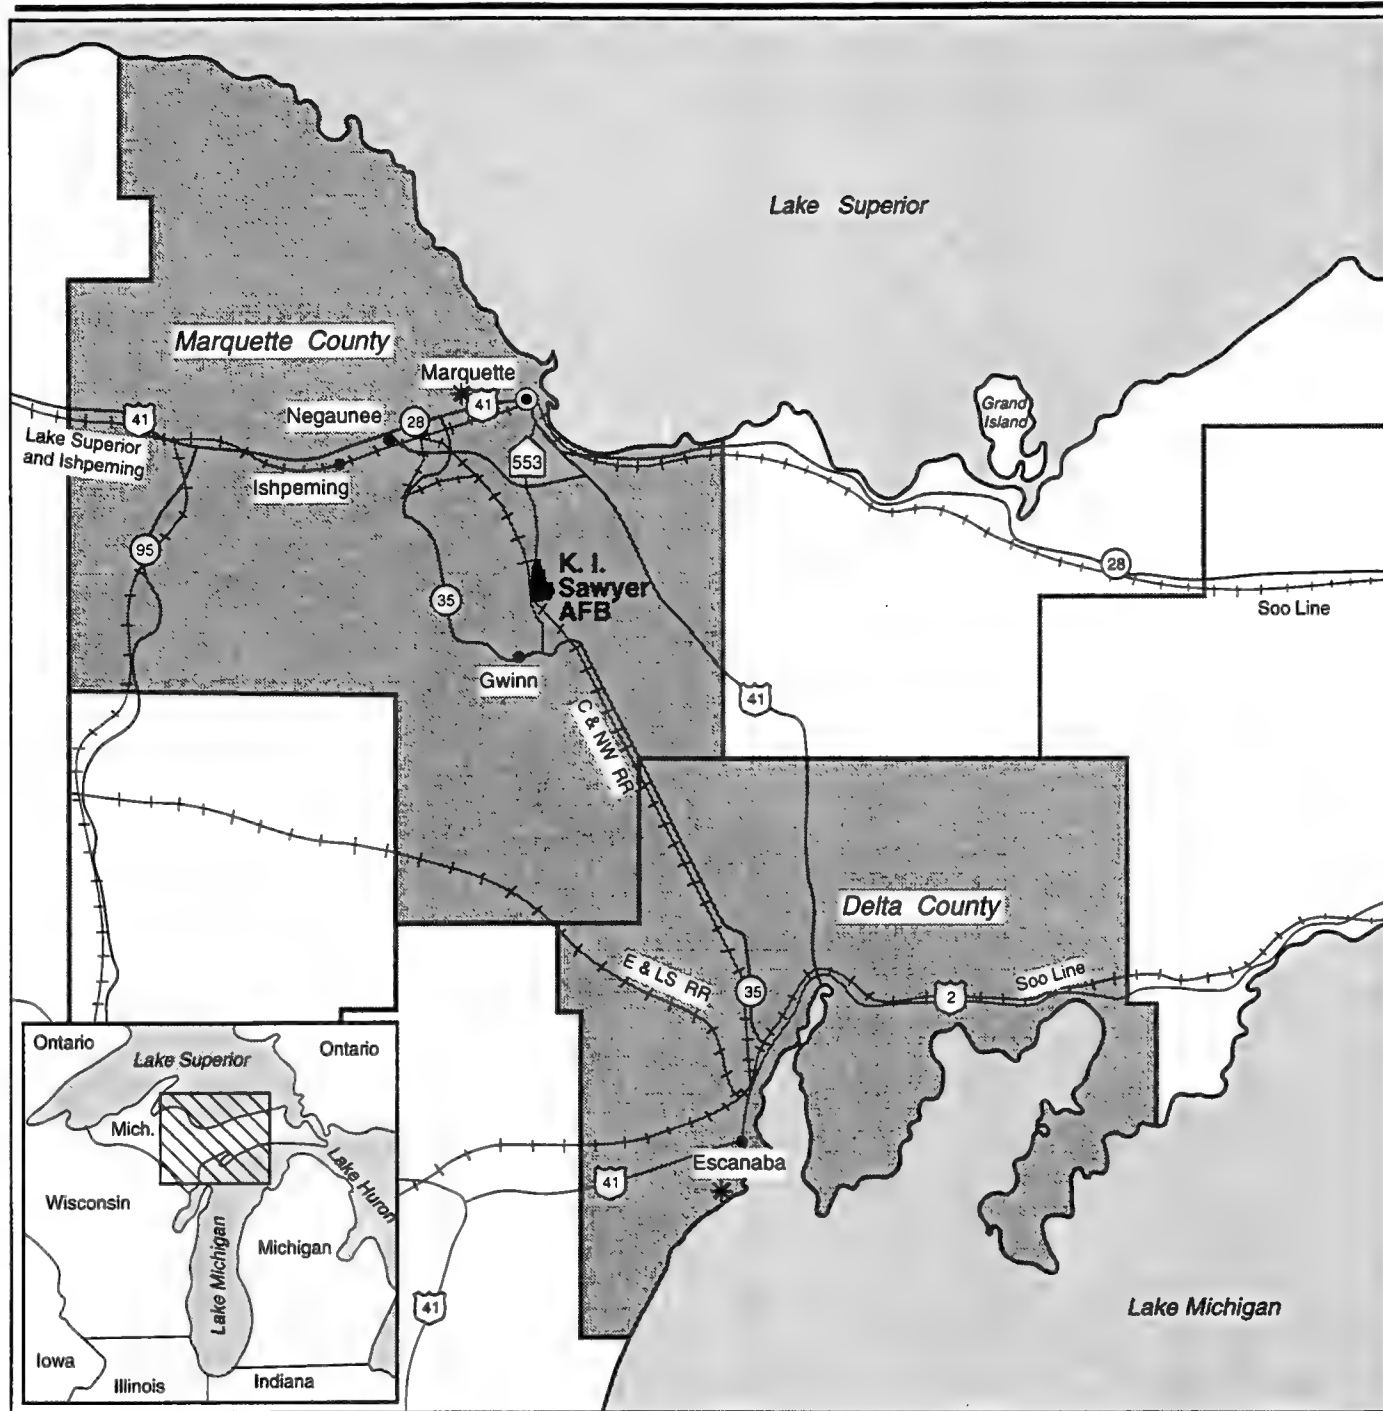 Lake Superior
Marquette County
Marquette
Grand
Island
41
Negaunee
28
41
Lake Superior
and Ishpeming
553
Ishpeming
95
K. I.
Sawyer
AFB
28
35
Soo Line
Gwinn
41
C & NW RR
Delta County
E & LS RR
35
2
Soo Line
Escanaba
41
41
Lake Michigan
Ontario
Lake Superior
Ontario
Mich.
Lake Huron
Wisconsin
Lake Michigan
Michigan
Iowa
Illinois
Indiana